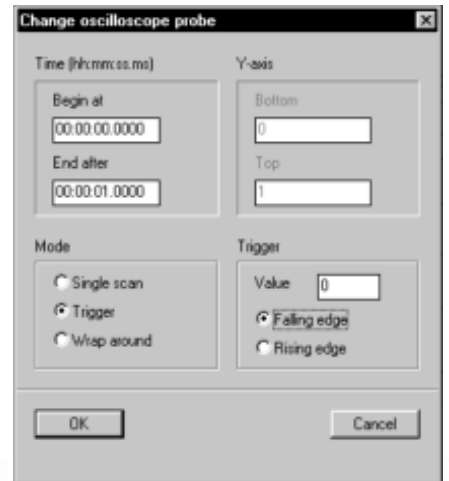 Change oscilloscope probe
Time (hh:mm:ss.ms)
Begin at
00:00:00.0000
End after
00:00:01.0000
Y-axis
Bottom
0
Top
1
Mode
Single scan
Trigger
Wrap around
Trigger
Value 0
Falling edge
Rising edge
OK
Cancel